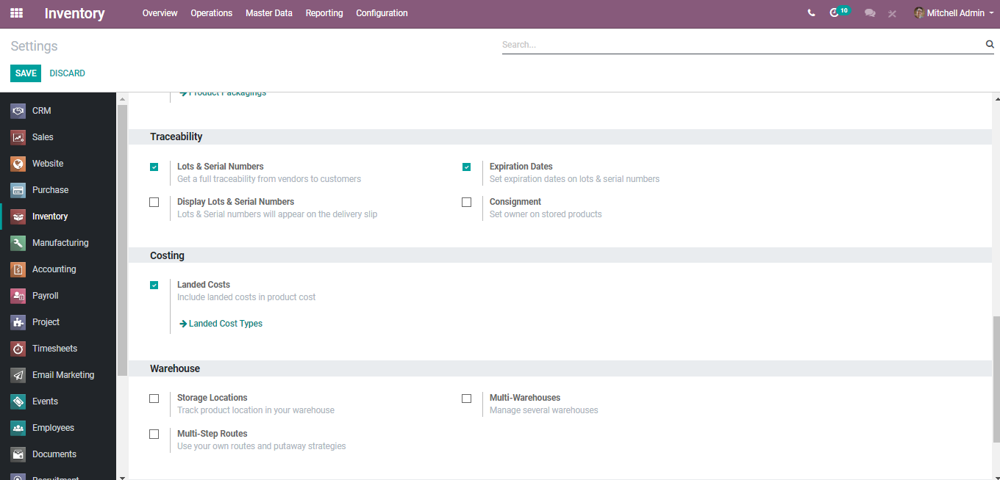 Inventory
Overview
Operations
Master Data
Reporting
Configuration
10
Mitchell Admin
Settings
Search...
SAVE
DISCARD
CRM
Sales
Website
Purchase
Inventory
Manufacturing
Accounting
Payroll
Project
Timesheets
Email Marketing
Events
Employees
Documents
Recruitment
Product Packagings
Traceability
Lots & Serial Numbers
Get a full traceability from vendors to customers
Expiration Dates
Set expiration dates on lots & serial numbers
Display Lots & Serial Numbers
Lots & Serial numbers will appear on the delivery slip
Consignment
Set owner on stored products
Costing
Landed Costs
Include landed costs in product cost
Landed Cost Types
Warehouse
Storage Locations
Track product location in your warehouse
Multi-Warehouses
Manage several warehouses
Multi-Step Routes
Use your own routes and putaway strategies